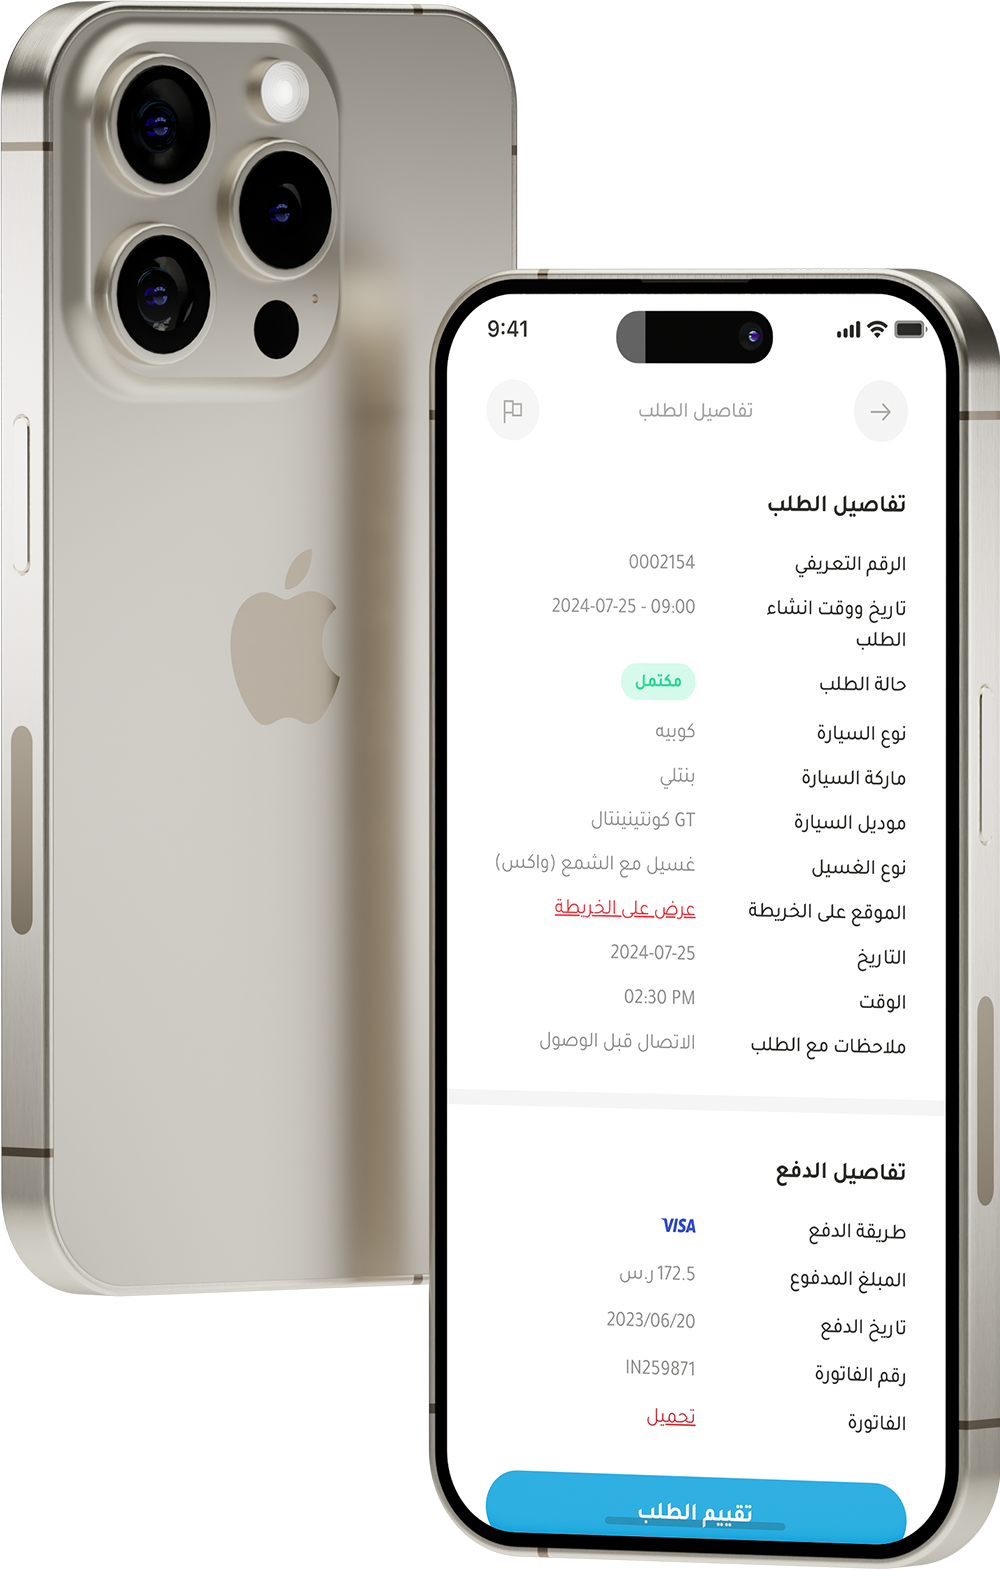 9:41
تفاصيل الطلب
تفاصيل الطلب
الرقم التعريفي 0002154
تاريخ ووقت انشاء 2024-07-25 - 09:00
الطلب
حالة الطلب مكتمل
نوع السيارة كوبيه
ماركة السيارة بنتلي
موديل السيارة GT كونتيننتال
نوع الغسيل غسيل مع الشمع (واكس)
الموقع على الخريطة عرض على الخريطة
التاريخ 2024-07-25
الوقت 02:30 PM
ملاحظات مع الطلب الاتصال قبل الوصول
تفاصيل الدفع
طريقة الدفع VISA
المبلغ المدفوع 172.5 ر.س
تاريخ الدفع 2023/06/20
رقم الفاتورة IN259871
الفاتورة تحميل
تقييم الطلب